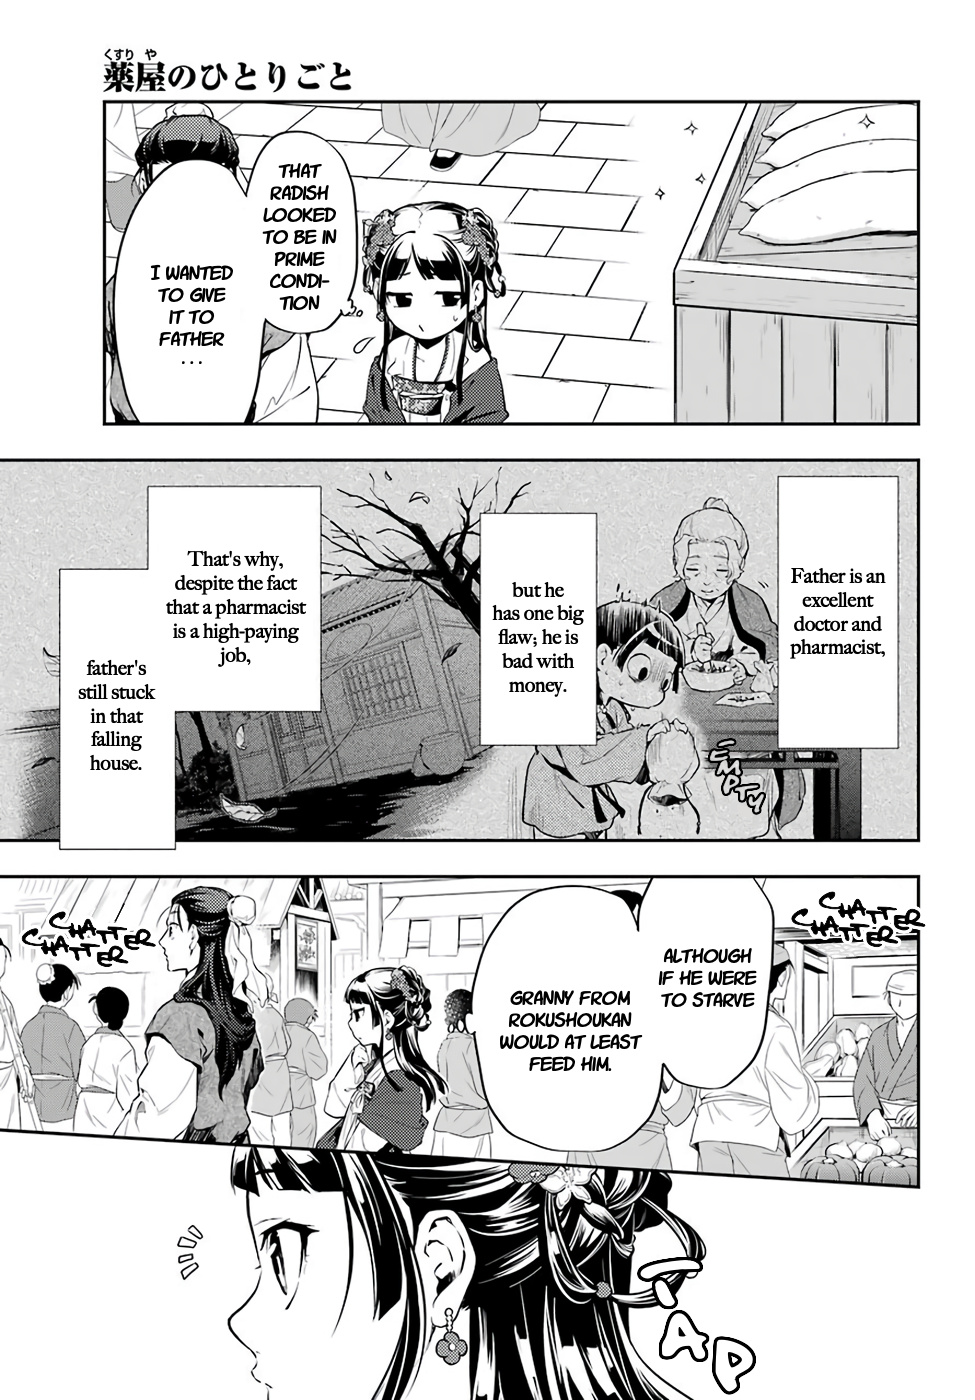 くすり や
薬屋のひとりごと
THAT
RADISH
LOOKED
TO BE IN
PRIME
CONDI-
TION
I WANTED
TO GIVE
IT TO
FATHER
...
Father is an
excellent
doctor and
pharmacist,
but he
has one big
flaw; he is
bad with
money.
EMPTY
That's why,
despite the fact
that a pharmacist
is a high-paying
job,
father's
still stuck
in that
falling
house.
CHATTER
CHATTER
ALTHOUGH
IF HE WERE
TO STARVE
GRANNY FROM
ROKUSHOUKAN
WOULD AT LEAST
FEED HIM.
CHATTER
CHATTER
TAP